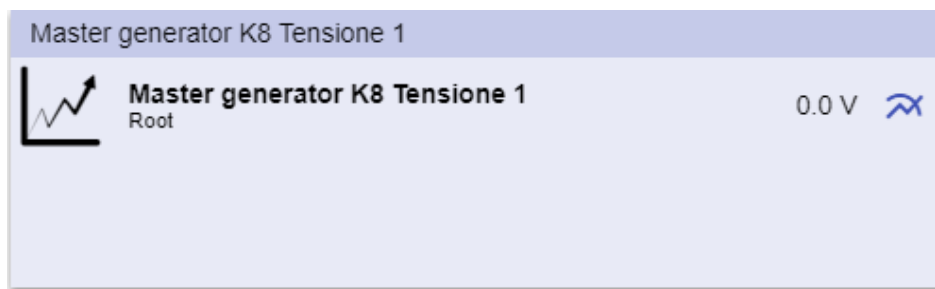 Master generator K8 Tensione 1
Master generator K8 Tensione 1
Root
0.0 V